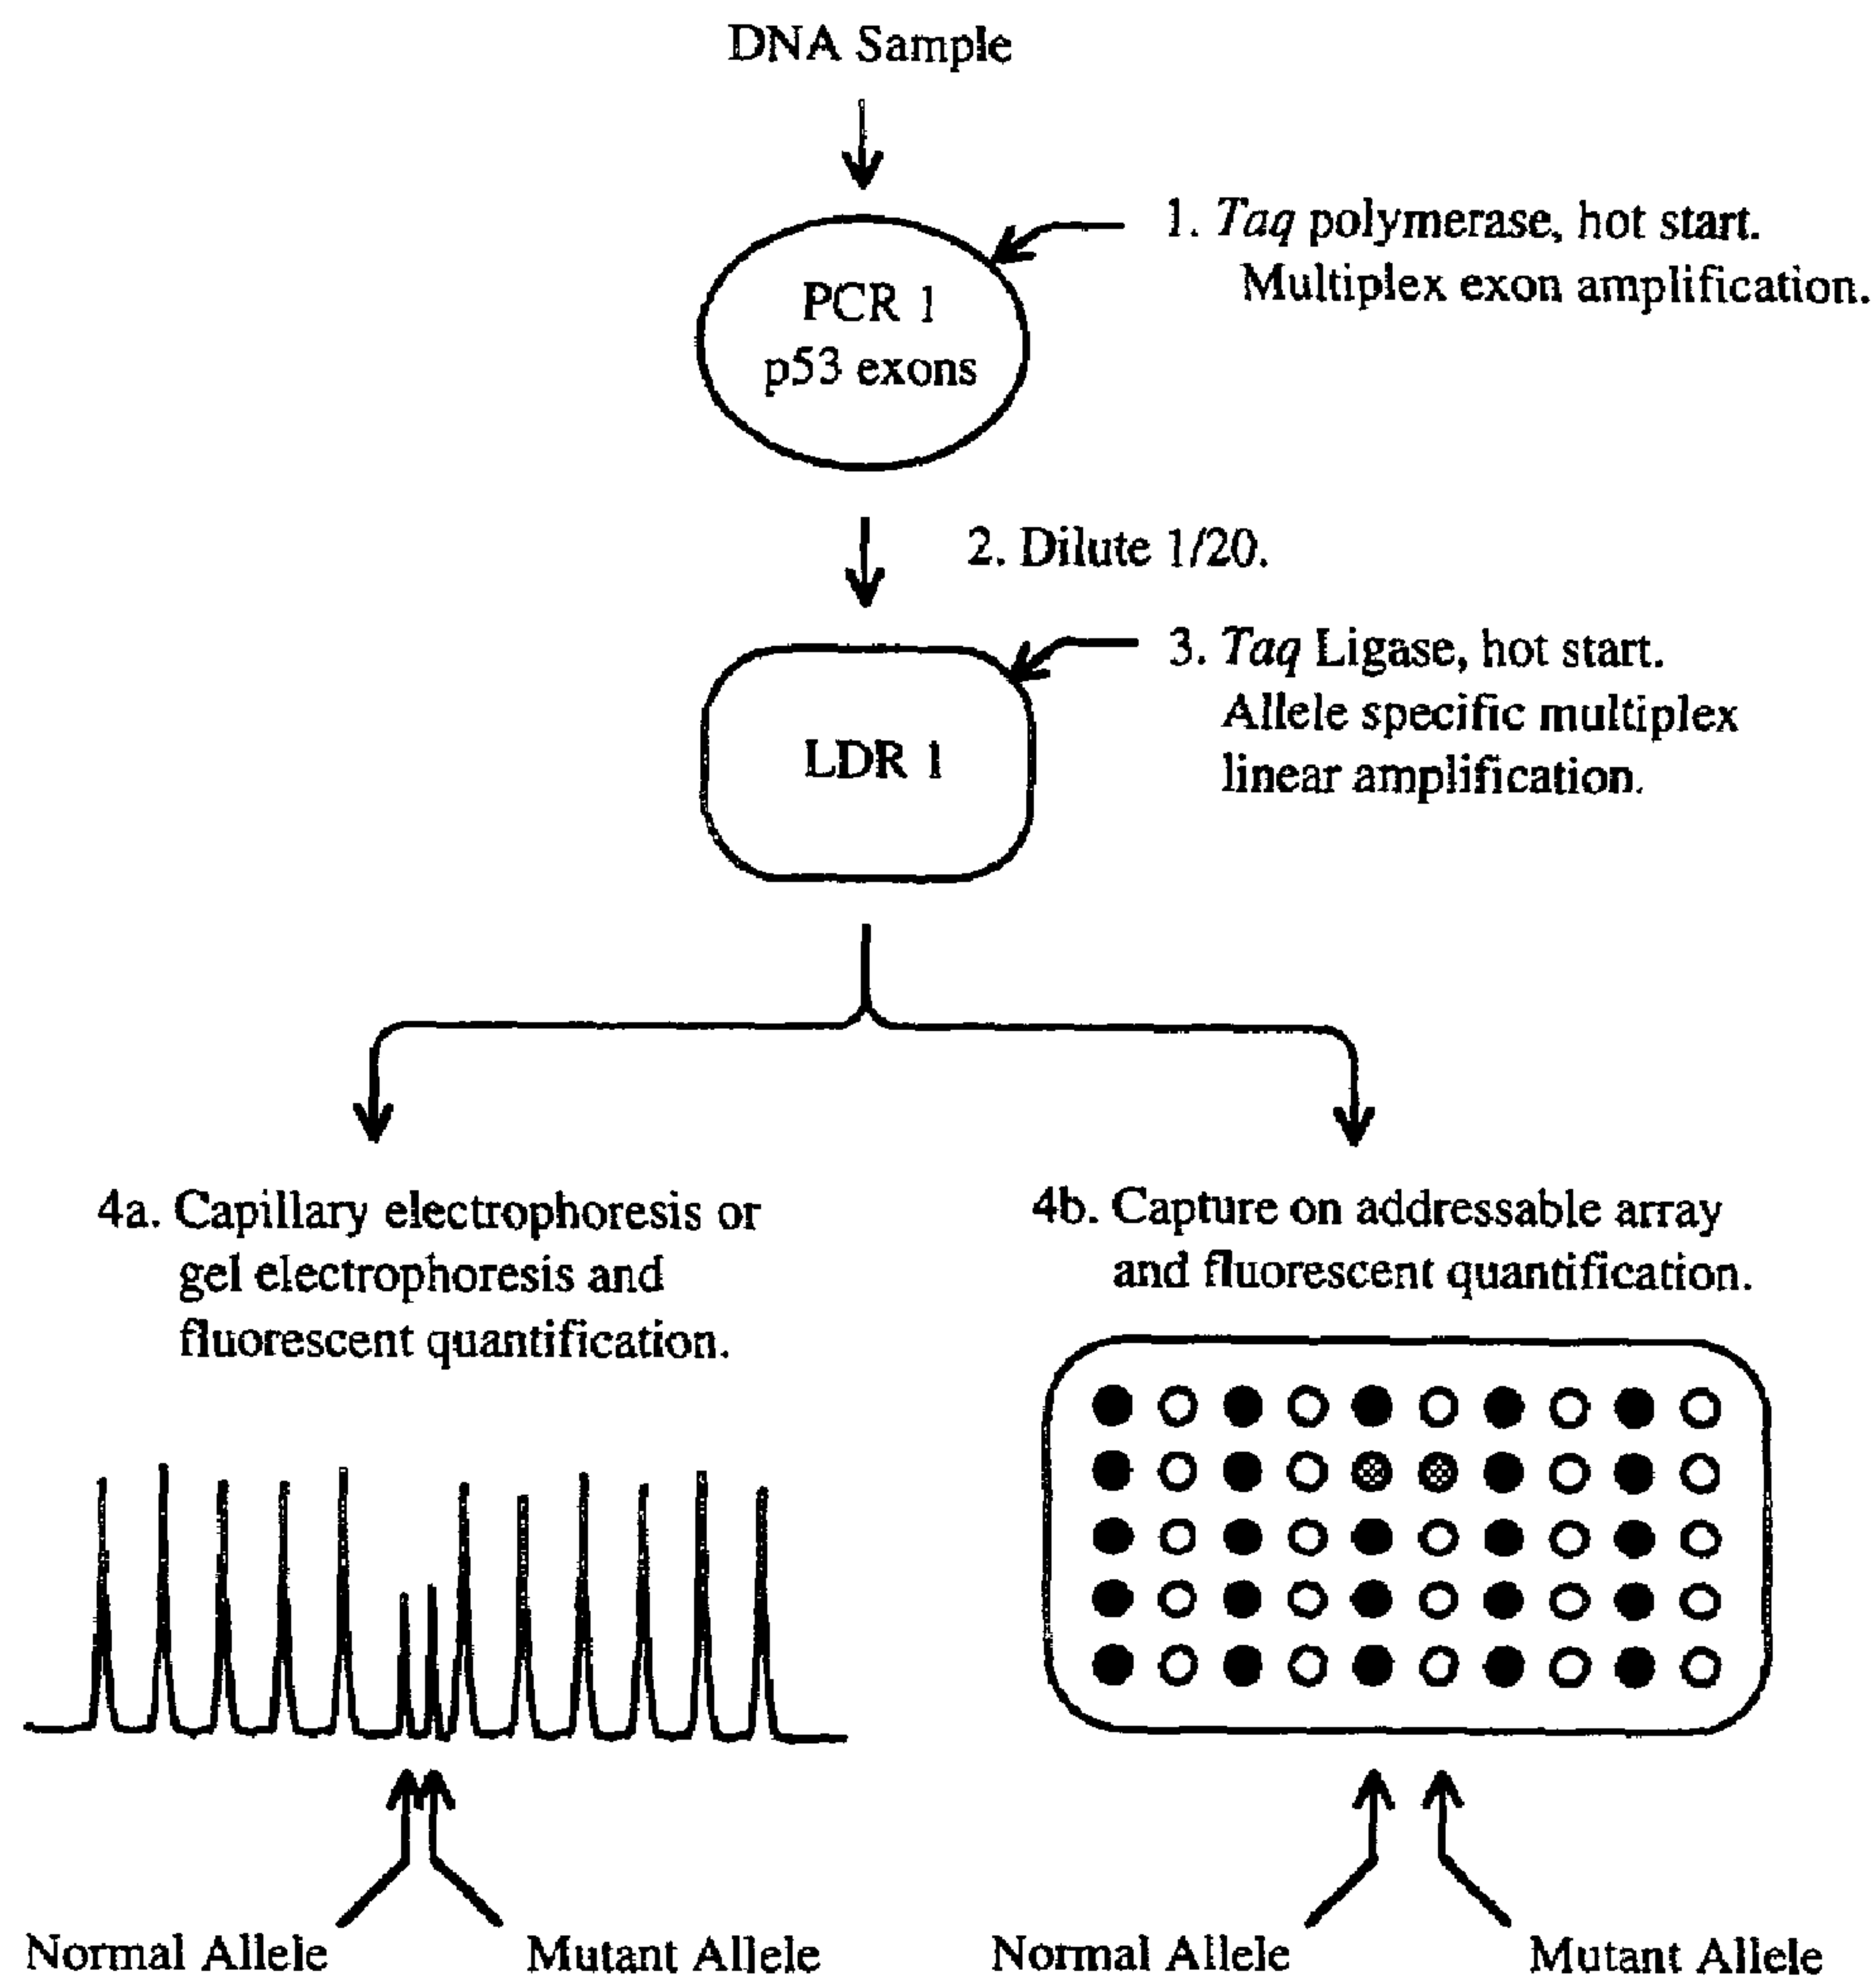 DNA Sample
1. Taq polymerase, hot start.
Multiplex exon amplification.
PCR 1
p53 exons
2. Dilute 1/20.
3. Taq Ligase, hot start.
Allele specific multiplex
linear amplification.
LDR 1
4a. Capillary electrophoresis or
gel electrophoresis and
fluorescent quantification.
4b. Capture on addressable array
and fluorescent quantification.
Normal Allele
Mutant Allele
Normal Allele
Mutant Allele